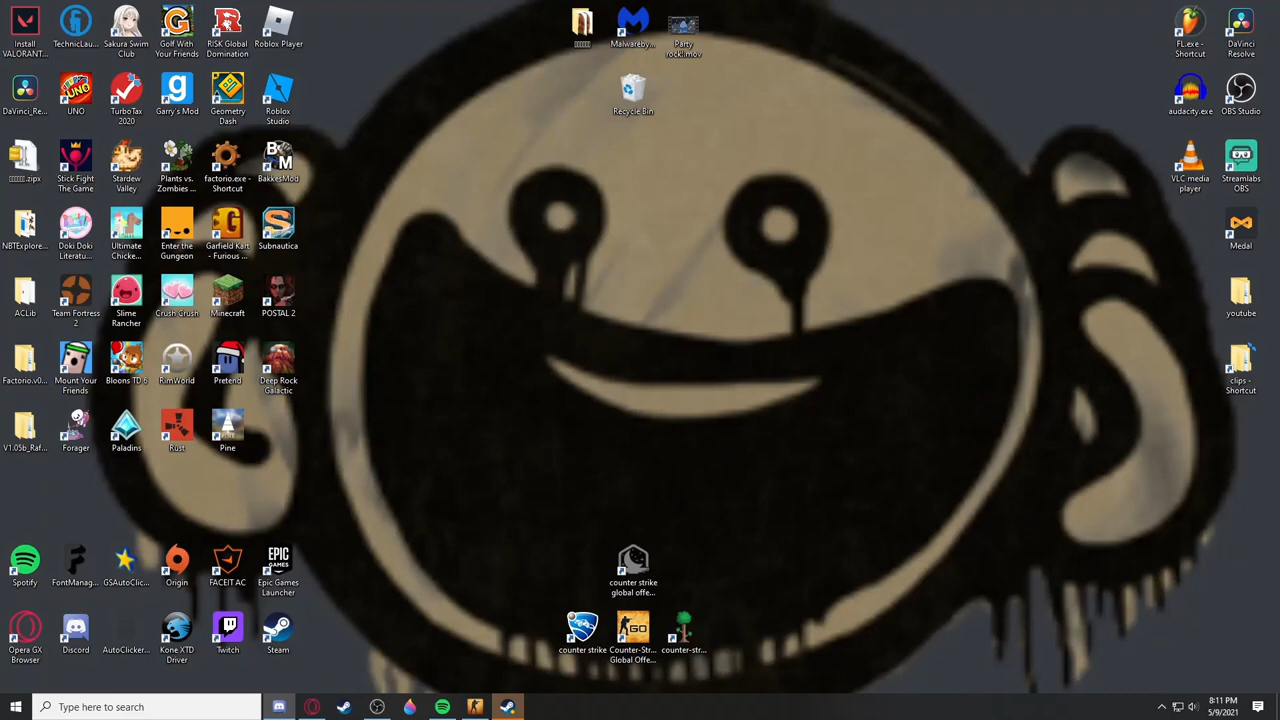 Install
VALORANT...
TechnicLau...
Sakura Swim
Club
Golf With
Your Friends
RISK Global
Domination
Roblox Player
Malwareby...
Party
rock!!mov
FL.exe -
Shortcut
DaVinci
Resolve
DaVinci_Re...
UNO
TurboTax
2020
Garry's Mod
Geometry
Dash
Roblox
Studio
Recycle Bin
audacity.exe
OBS Studio
Stick Fight
The Game
Stardew
Valley
Plants vs.
Zombies ...
factorio.exe -
Shortcut
BakkesMod
VLC media
player
Streamlabs
OBS
NBTExplore...
Doki Doki
Literatu...
Ultimate
Chicke...
Enter the
Gungeon
Garfield Kart
- Furious ...
Subnautica
Medal
ACLib
Team Fortress
2
Slime
Rancher
Crush Crush
Minecraft
POSTAL 2
youtube
Factorio.v0...
Mount Your
Friends
Bloons TD 6
RimWorld
Pretend
Deep Rock
Galactic
clips -
Shortcut
V1.05b_Raf...
Forager
Paladins
Rust
Pine
Spotify
FontManag...
GSAutoClic...
Origin
FACEIT AC
Epic Games
Launcher
counter strike
global offe...
Opera GX
Browser
Discord
AutoClicker...
Kone XTD
Driver
Twitch
Steam
counter strike
Counter-Str...
Global Offe...
counter-str...
Type here to search
8:11 PM
5/9/2021